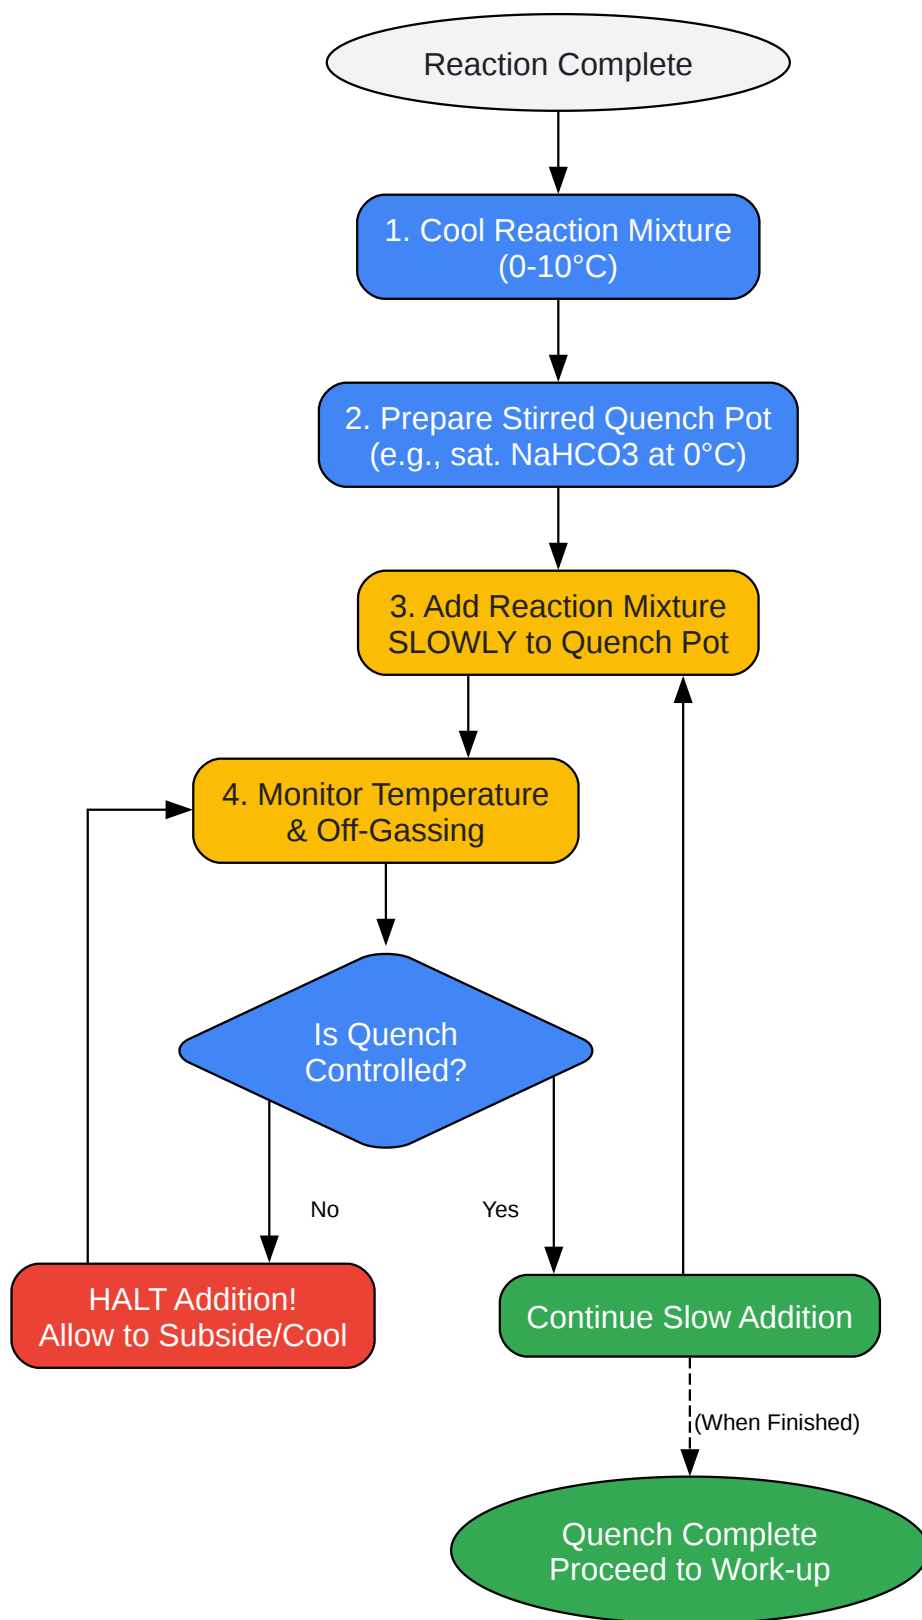 Reaction Complete
1. Cool Reaction Mixture
(0-10°C)
2. Prepare Stirred Quench Pot
(e.g., sat. NaHCO3 at 0°C)
3. Add Reaction Mixture
SLOWLY to Quench Pot
4. Monitor Temperature
& Off-Gassing
Is Quench
Controlled?
No
Yes
HALT Addition!
Allow to Subside/Cool
Continue Slow Addition
(When Finished)
Quench Complete
Proceed to Work-up